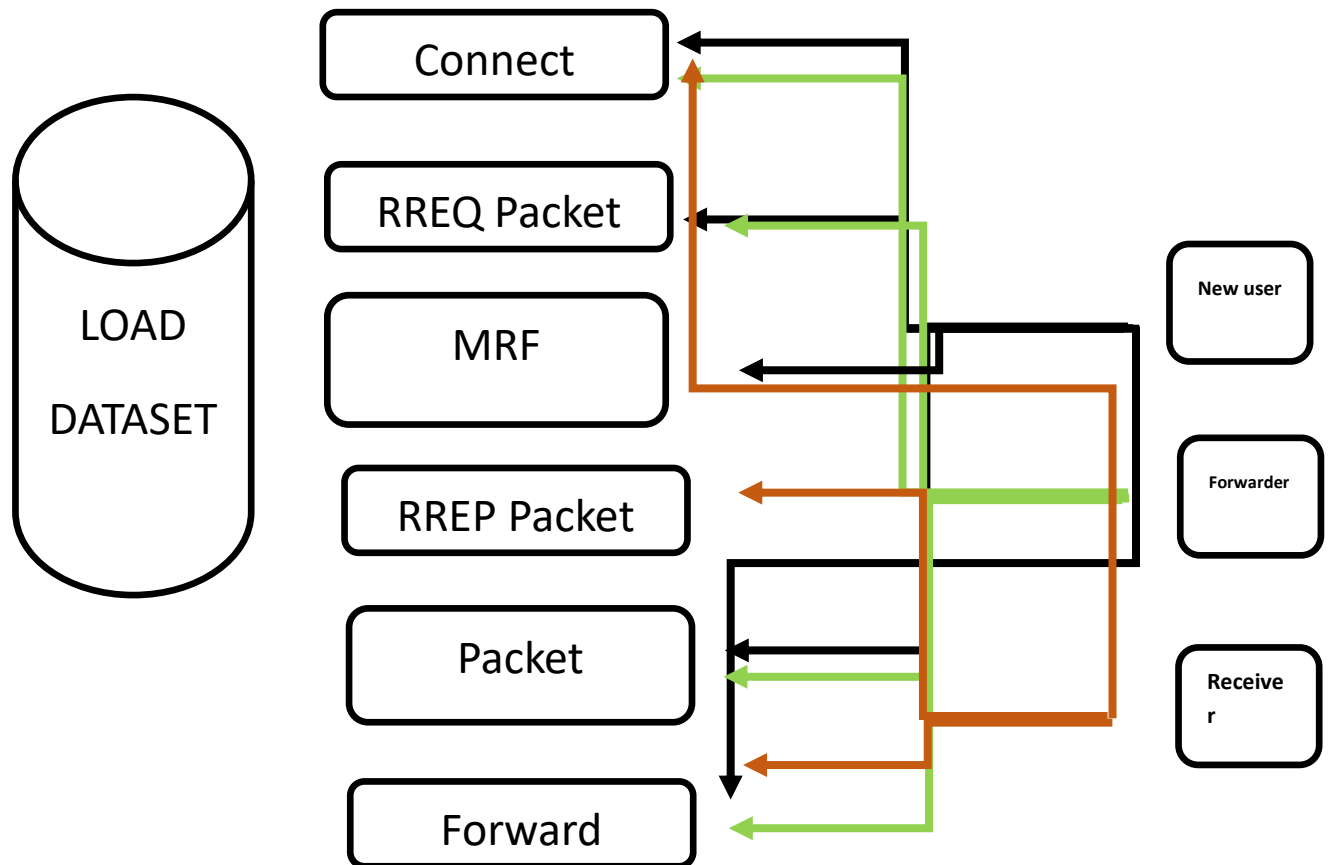 Connect
RREQ Packet
MRF
RREP Packet
Packet
Forward
LOAD
DATASET
New user
Forwarder
Receive
r